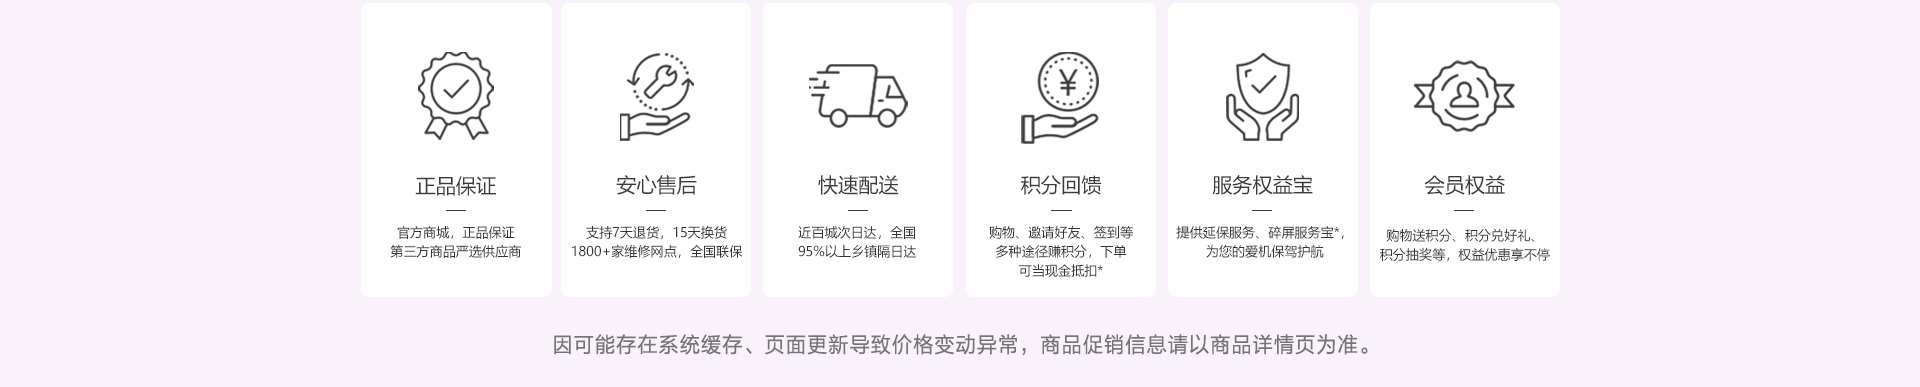 正品保证
官方商城，正品保证
第三方商品严选供应商
安心售后
支持7天退货，15天换货
1800+家维修网点，全国联保
快速配送
近百城次日达，全国
95%以上乡镇隔日达
¥
积分回馈
购物、邀请好友、签到等
多种途径赚积分，下单
可当现金抵扣*
服务权益宝
提供延保服务、碎屏服务宝*，
为您的爱机保驾护航
会员权益
购物送积分、积分兑好礼、
积分抽奖等，权益优惠享不停
因可能存在系统缓存、页面更新导致价格变动异常，商品促销信息请以商品详情页为准。